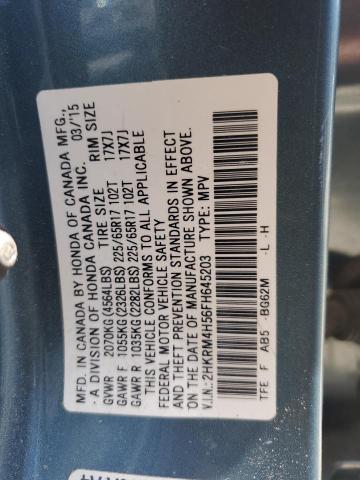 MFD. IN CANADA BY HONDA OF CANADA MFG.,
- A DIVISION OF HONDA CANADA INC. 03/'15
TIRE SIZE RIM SIZE
GVWR 2070KG(4564LBS)
GAWR F 1055KG(2326LBS) 225/65R17 102T 17X7J
GAWR R 1035KG(2282LBS) 225/65R17 102T 17X7J
THIS VEHICLE CONFORMS TO ALL APPLICABLE
FEDERAL MOTOR VEHICLE SAFETY
AND THEFT PREVENTION STANDARDS IN EFFECT
ON THE DATE OF MANUFACTURE SHOWN ABOVE.
V.I.N.: 2HKRM4H56FH645203 TYPE: MPV
TFE F AB5 -BG62M -L -H